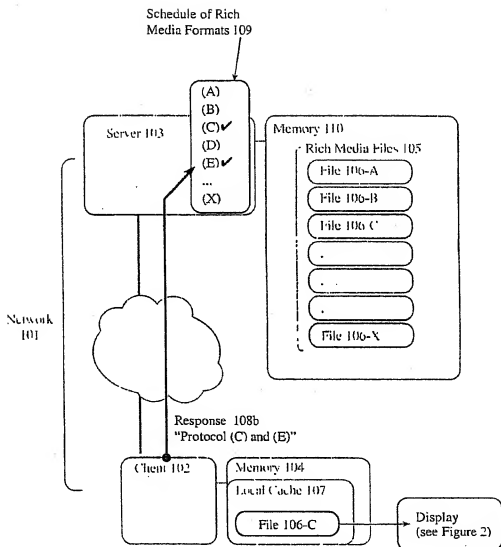 Schedule of Rich
Media Formats 109
(A)
(B)
(C)✔
(D)
(E)✔
...
(X)
Server 103
Memory 110
Rich Media Files 105
File 106-A
File 106-B
File 106-C
.
. .
.
File 106-X
Network
101
Response 108b
"Protocol (C) and (E)"
Client 102
Memory 104
Local Cache 107
File 106-C
Display
(see Figure 2)